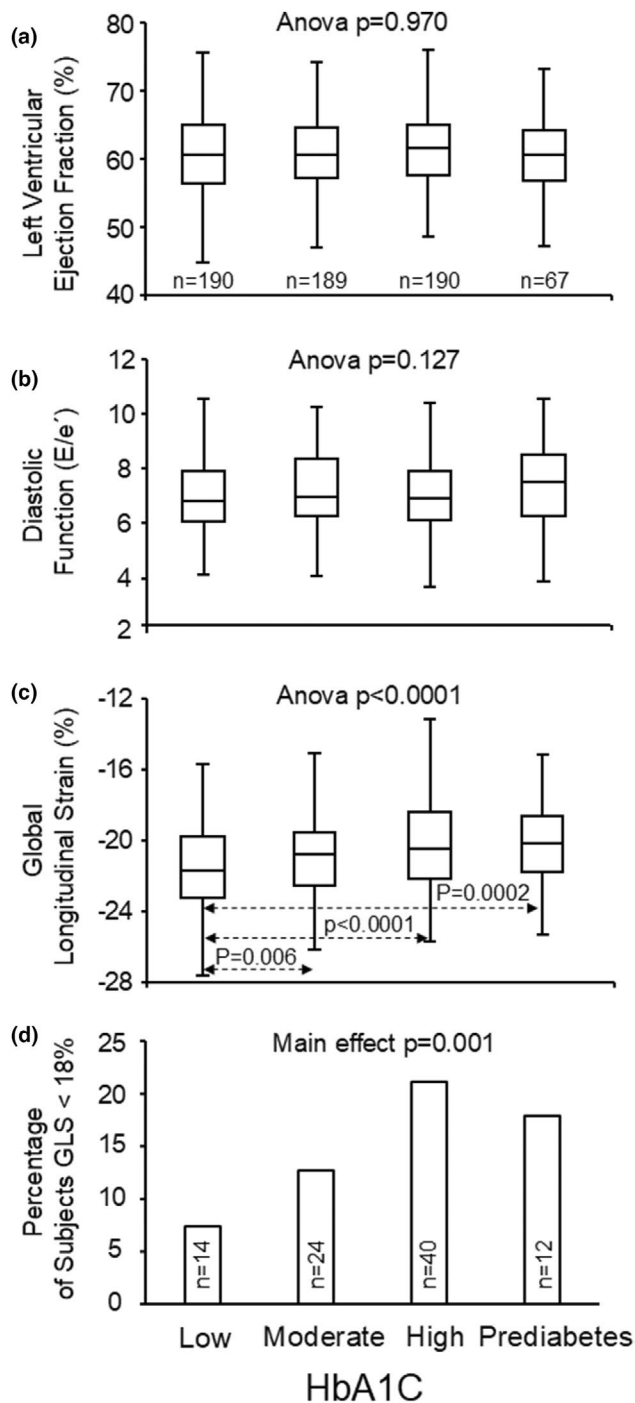 (a)
Anova p=0.970
Left Ventricular
Ejection Fraction (%)
80
70
60
50
40
n=190 n=189 n=190 n=67
(b)
Anova p=0.127
Diastolic
Function (E/e´)
12
10
8
6
4
2
(c)
Anova p<0.0001
Global
Longitudinal Strain (%)
-12
-16
-20
-24
-28
P=0.0002
p<0.0001
P=0.006
(d)
Main effect p=0.001
Percentage
of Subjects GLS < 18%
25
20
15
10
5
0
n=14 n=24 n=40 n=12
Low Moderate High Prediabetes
HbA1C